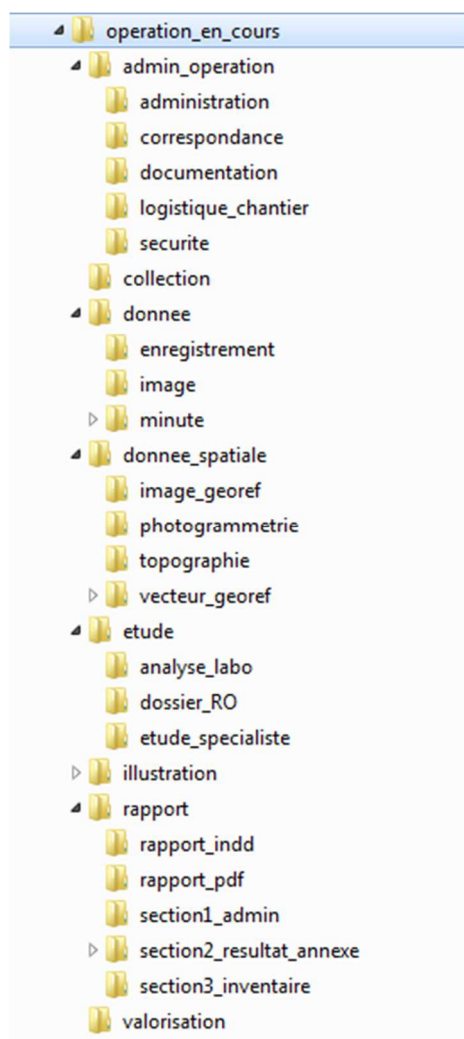 operation_en_cours
admin_operation
administration
correspondance
documentation
logistique_chantier
securite
collection
donnee
enregistrement
image
minute
donnee_spatiale
image_georef
photogrammetrie
topographie
vecteur_georef
etude
analyse_labo
dossier_RO
etude_specialiste
illustration
rapport
rapport_indd
rapport_pdf
section1_admin
section2_resultat_annexe
section3_inventaire
valorisation